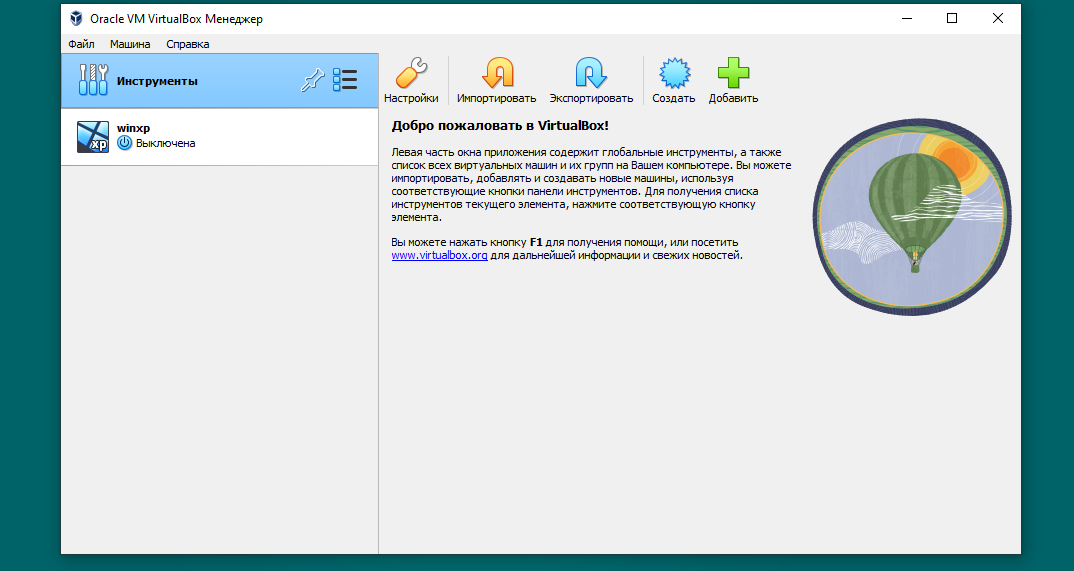 Oracle VM VirtualBox Менеджер
Файл Машина Справка
Инструменты
winxp
Выключена
xp
Настройки Импортировать Экспортировать Создать Добавить
Добро пожаловать в VirtualBox!
Левая часть окна приложения содержит глобальные инструменты, а также
список всех виртуальных машин и их групп на Вашем компьютере. Вы можете
импортировать, добавлять и создавать новые машины, используя
соответствующие кнопки панели инструментов. Для получения списка
инструментов текущего элемента, нажмите соответствующую кнопку
элемента.
Вы можете нажать кнопку F1 для получения помощи, или посетить
www.virtualbox.org для дальнейшей информации и свежих новостей.